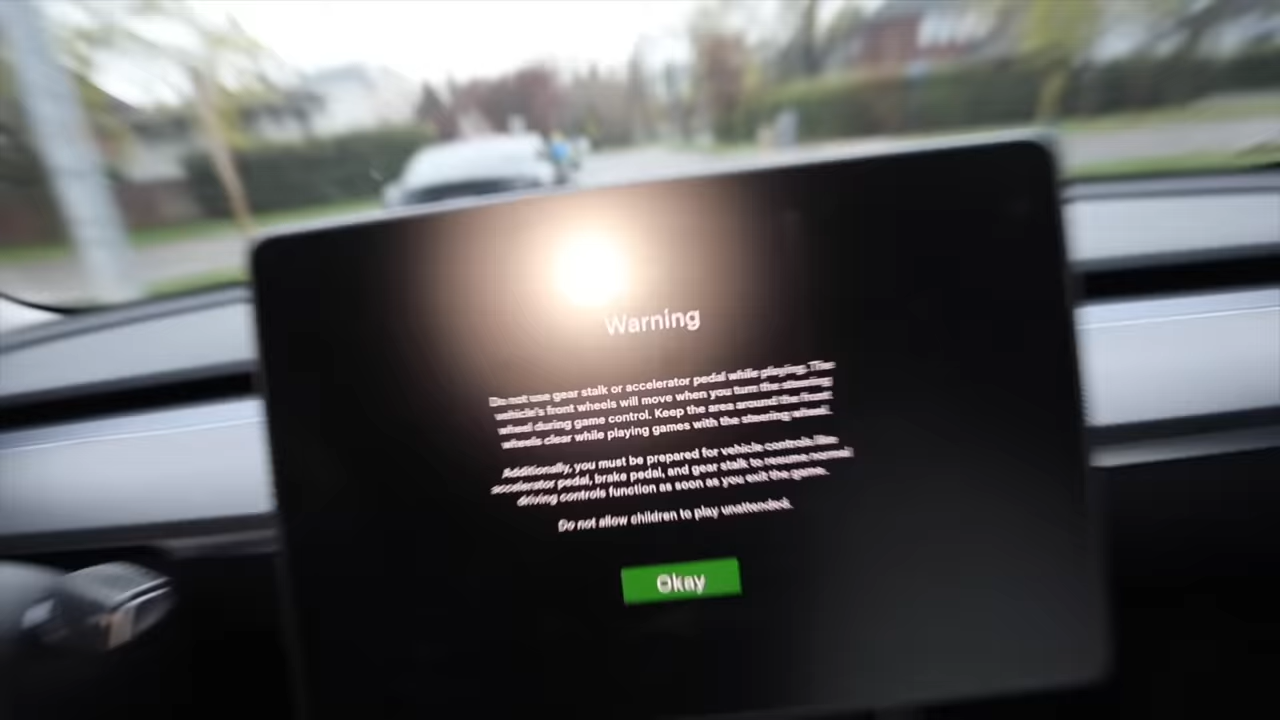 Warning
Do not use gear stalk or accelerator pedal while playing. The
vehicle's front wheels will move when you turn the steering
wheel during game control. Keep the area around the front
wheels clear while playing games with the steering wheel.
Additionally, you must be prepared for vehicle controls like
accelerator pedal, brake pedal, and gear stalk to resume normal
driving controls function as soon as you exit the game.
Do not allow children to play unattended.
Okay